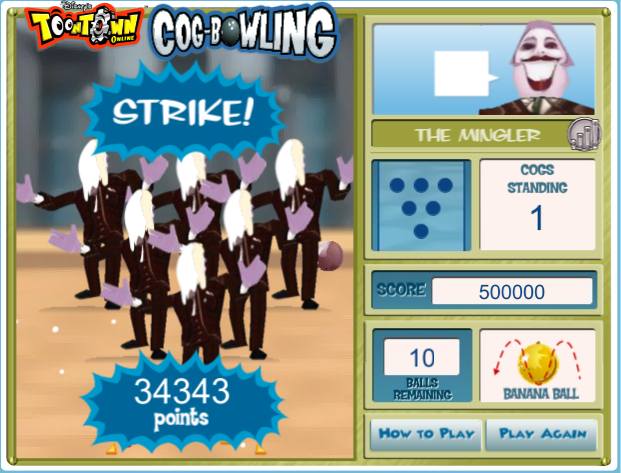 Disney's
TOONTOWN
ONLINE
COG-BOWLING
STRIKE!
34343
points
THE MINGLER
COGS
STANDING
1
SCORE 500000
10
BALLS
REMAINING
BANANA BALL
HOW TO PLAY
PLAY AGAIN